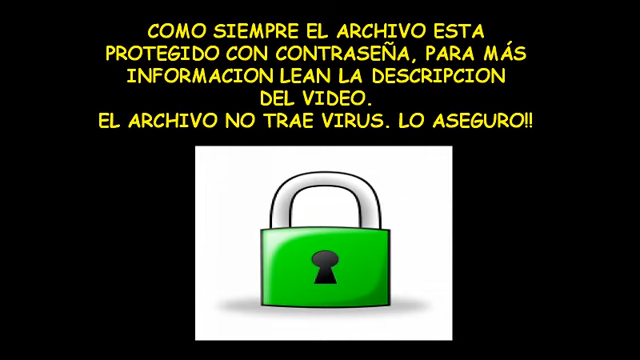 COMO SIEMPRE EL ARCHIVO ESTA
PROTEGIDO CON CONTRASEÑA, PARA MÁS
INFORMACION LEAN LA DESCRIPCION
DEL VIDEO.
EL ARCHIVO NO TRAE VIRUS. LO ASEGURO!!